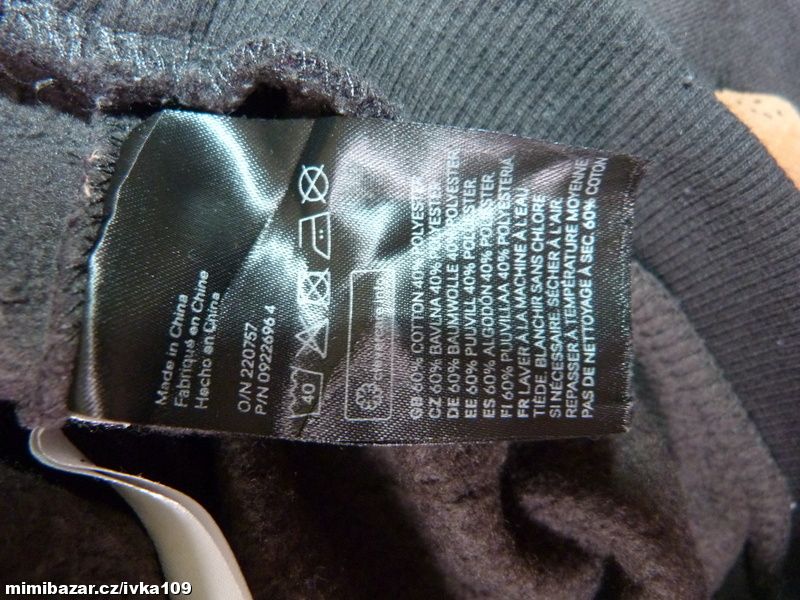 Made in China
Fabriqué en Chine
Hecho en China
O/N 220757
P/N 0922696 4
40
GB 60% COTTON 40% POLYESTER
CZ 60% BAVLNA 40% POLYESTER
DE 60% BAUMWOLLE 40% POLYESTER
EE 60% PUUVILL 40% POLÜESTER
ES 60% ALGODÓN 40% POLIÉSTER
FI 60% PUUVILLAA 40% POLYESTERIA
FR LAVER À LA MACHINE À L'EAU
TIÈDE, BLANCHIR SANS CHLORE
SI NÉCESSAIRE, SÉCHER À L'AIR
REPASSER À TEMPÉRATURE MOYENNE
PAS DE NETTOYAGE À SEC, 60% COTON
mimibazar.cz/ivka109